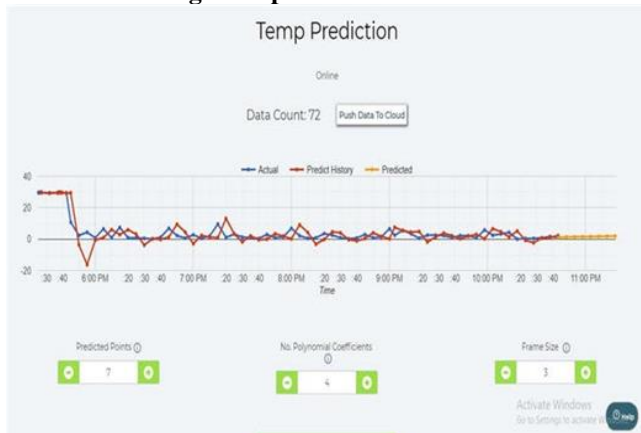 Temp Prediction
Online
Data Count: 72 Push Data To Cloud
Actual Predict History Predicted
40
20
0
-20
30 40 6:00 PM 20 30 40 7:00 PM 20 30 40 8:00 PM 20 30 40 9:00 PM 20 30 40 10:00 PM 20 30 40 11:00 PM
Time
Predicted Points
7
No. Polynomial Coefficients
4
Frame Size
3
Activate Windows
Go to Settings to activate
Help